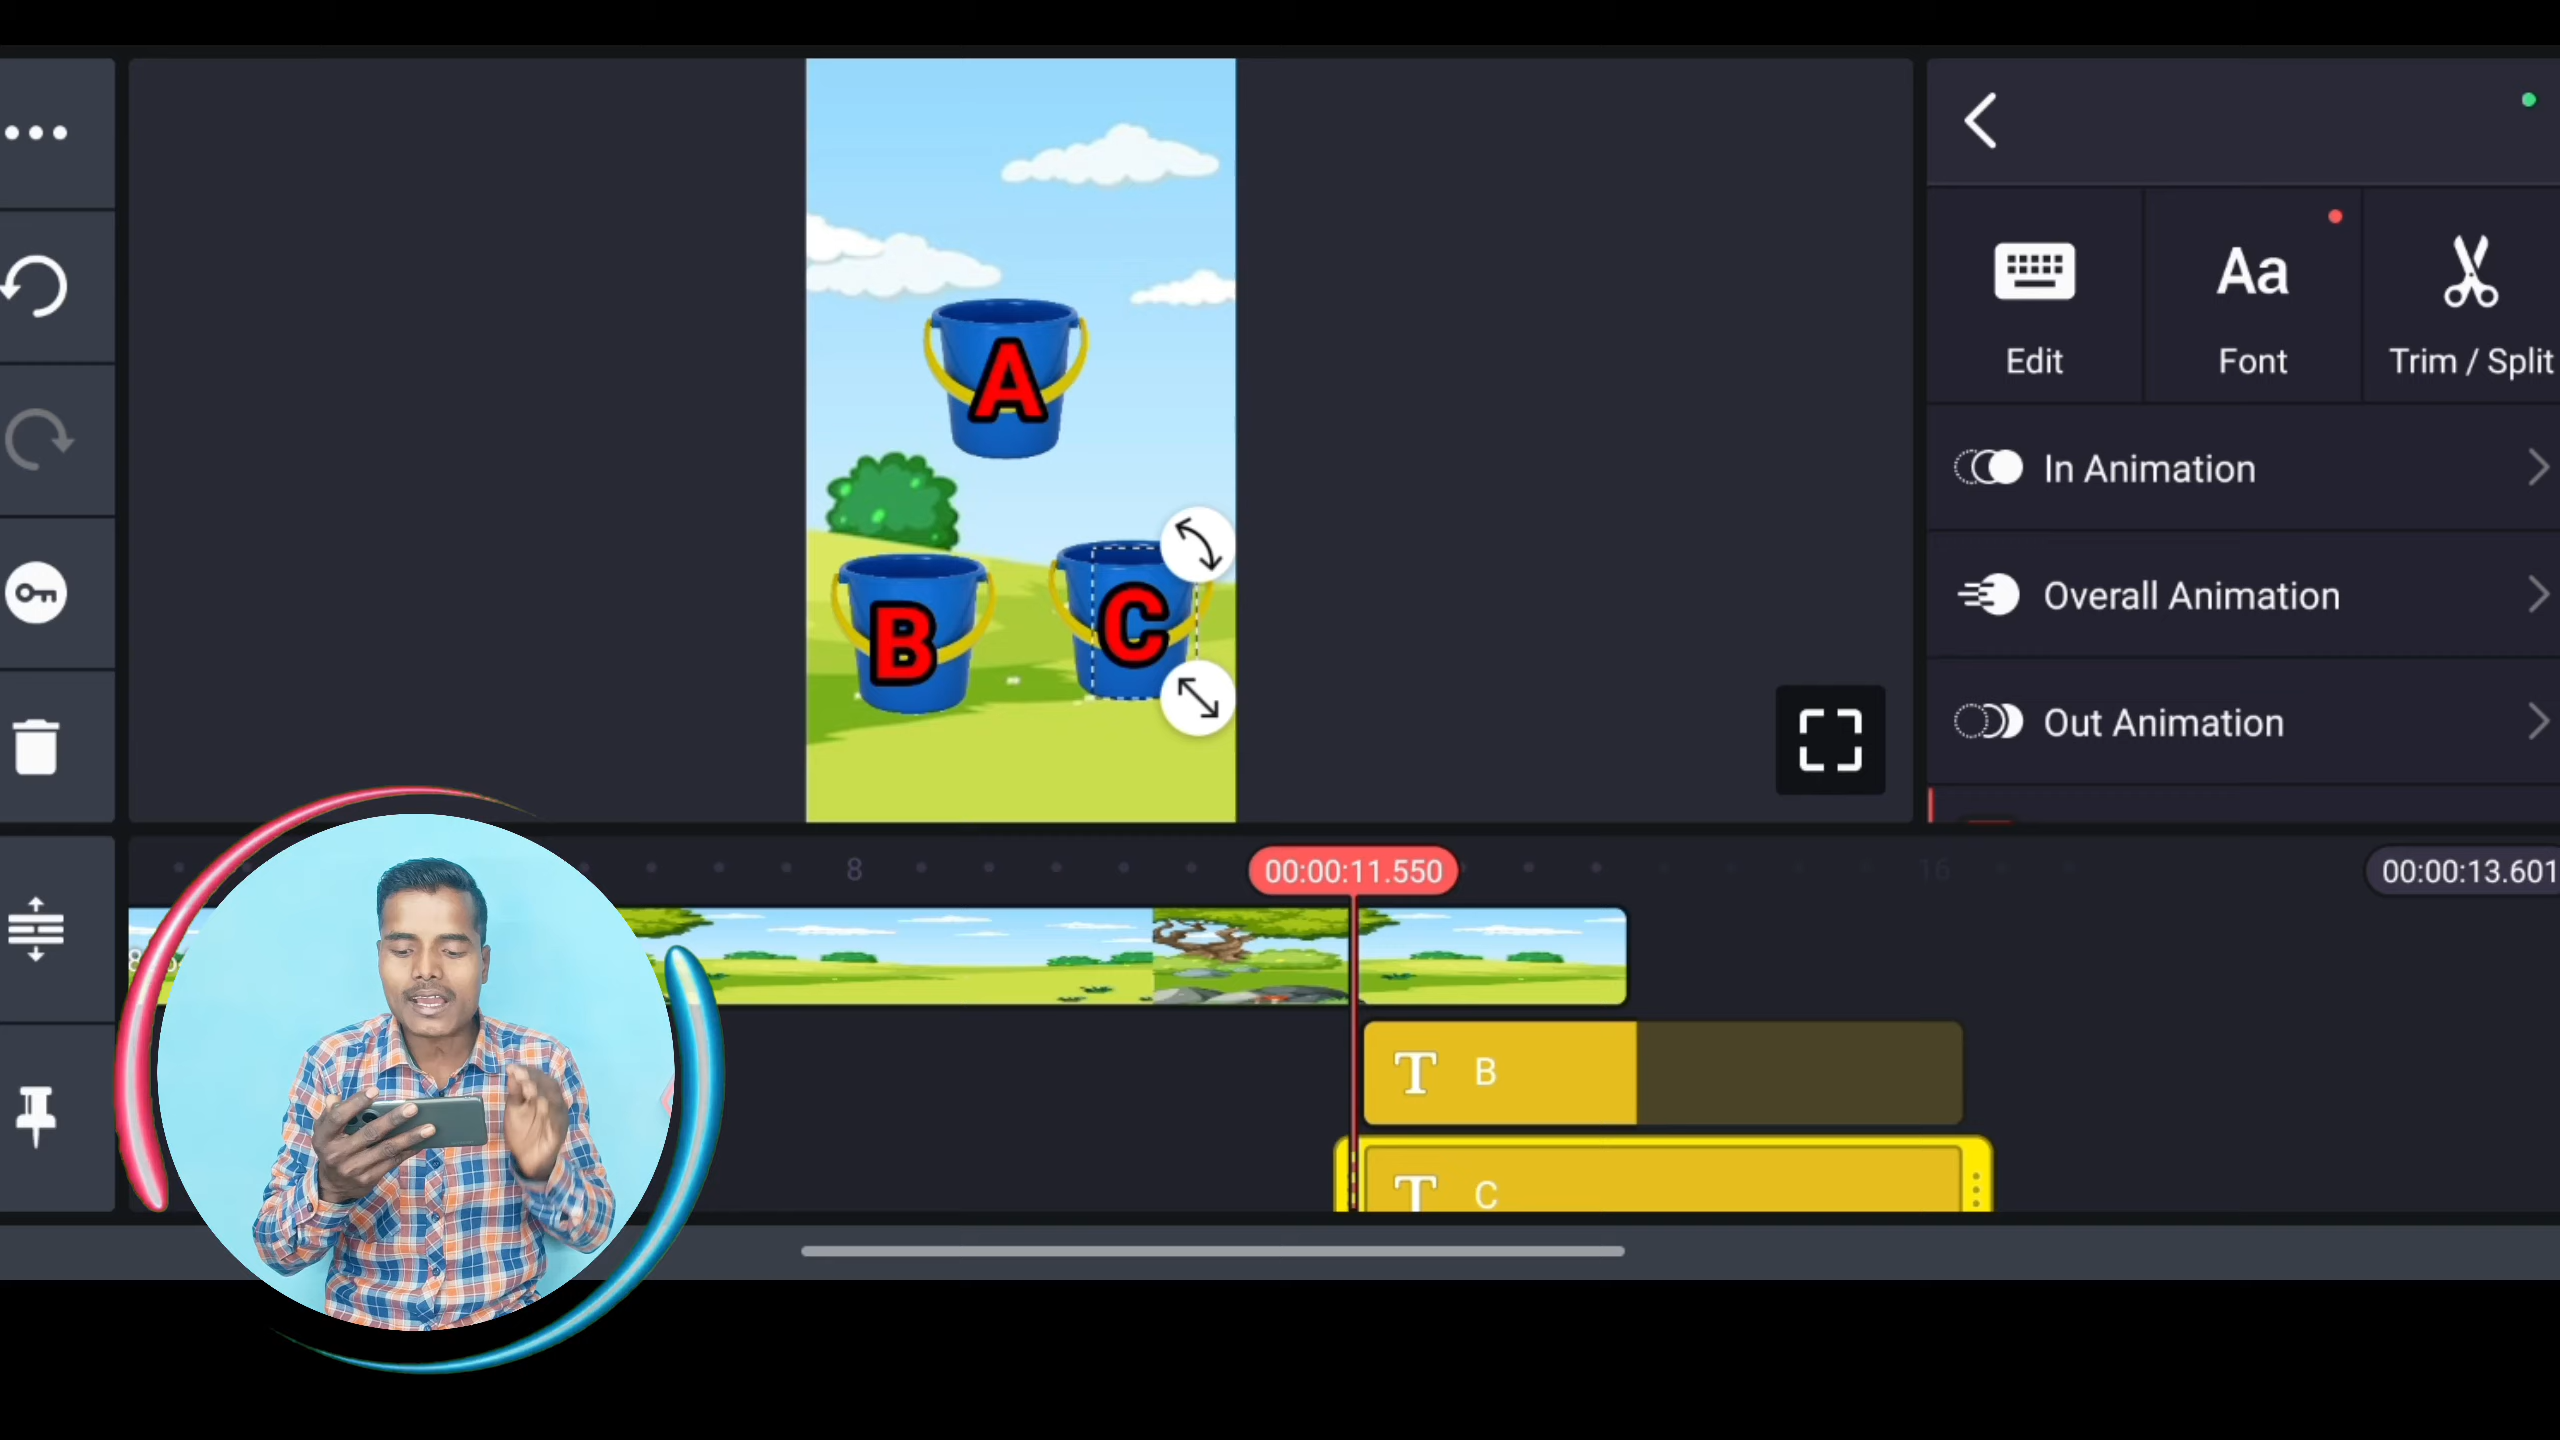 A
B
C
Edit
Font
Aa
Trim / Split
In Animation
Overall Animation
Out Animation
8
00:00:11.550
16
00:00:13.601
T B
T C